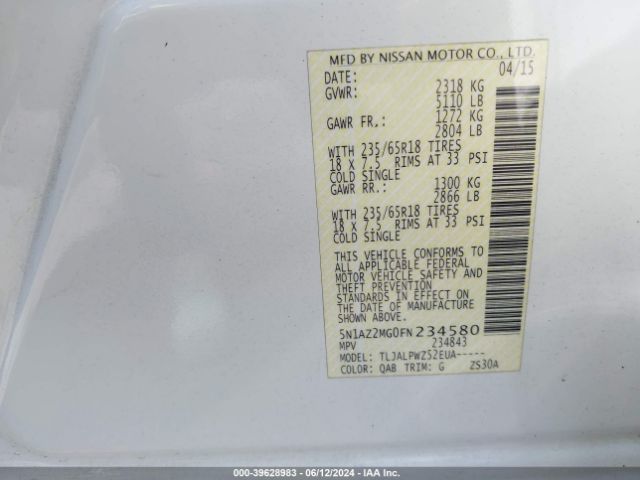 MFD BY NISSAN MOTOR CO., LTD.
DATE: 04/15
GVWR: 2318 KG
5110 LB
GAWR FR.: 1272 KG
2804 LB
WITH 235/65R18 TIRES
18 X 7.5 RIMS AT 33 PSI
COLD SINGLE
GAWR RR.: 1300 KG
2866 LB
WITH 235/65R18 TIRES
18 X 7.5 RIMS AT 33 PSI
COLD SINGLE
THIS VEHICLE CONFORMS TO
ALL APPLICABLE FEDERAL
MOTOR VEHICLE SAFETY AND
THEFT PREVENTION
STANDARDS IN EFFECT ON
THE DATE OF MANUFACTURE
SHOWN ABOVE.
5N1AZ2MG0FN234580
MPV 234843
MODEL: TLJALPWZ52EUA-----
COLOR: QAB TRIM: G ZS30A
000-39628983 / 06/12/2024 - IAA Inc.